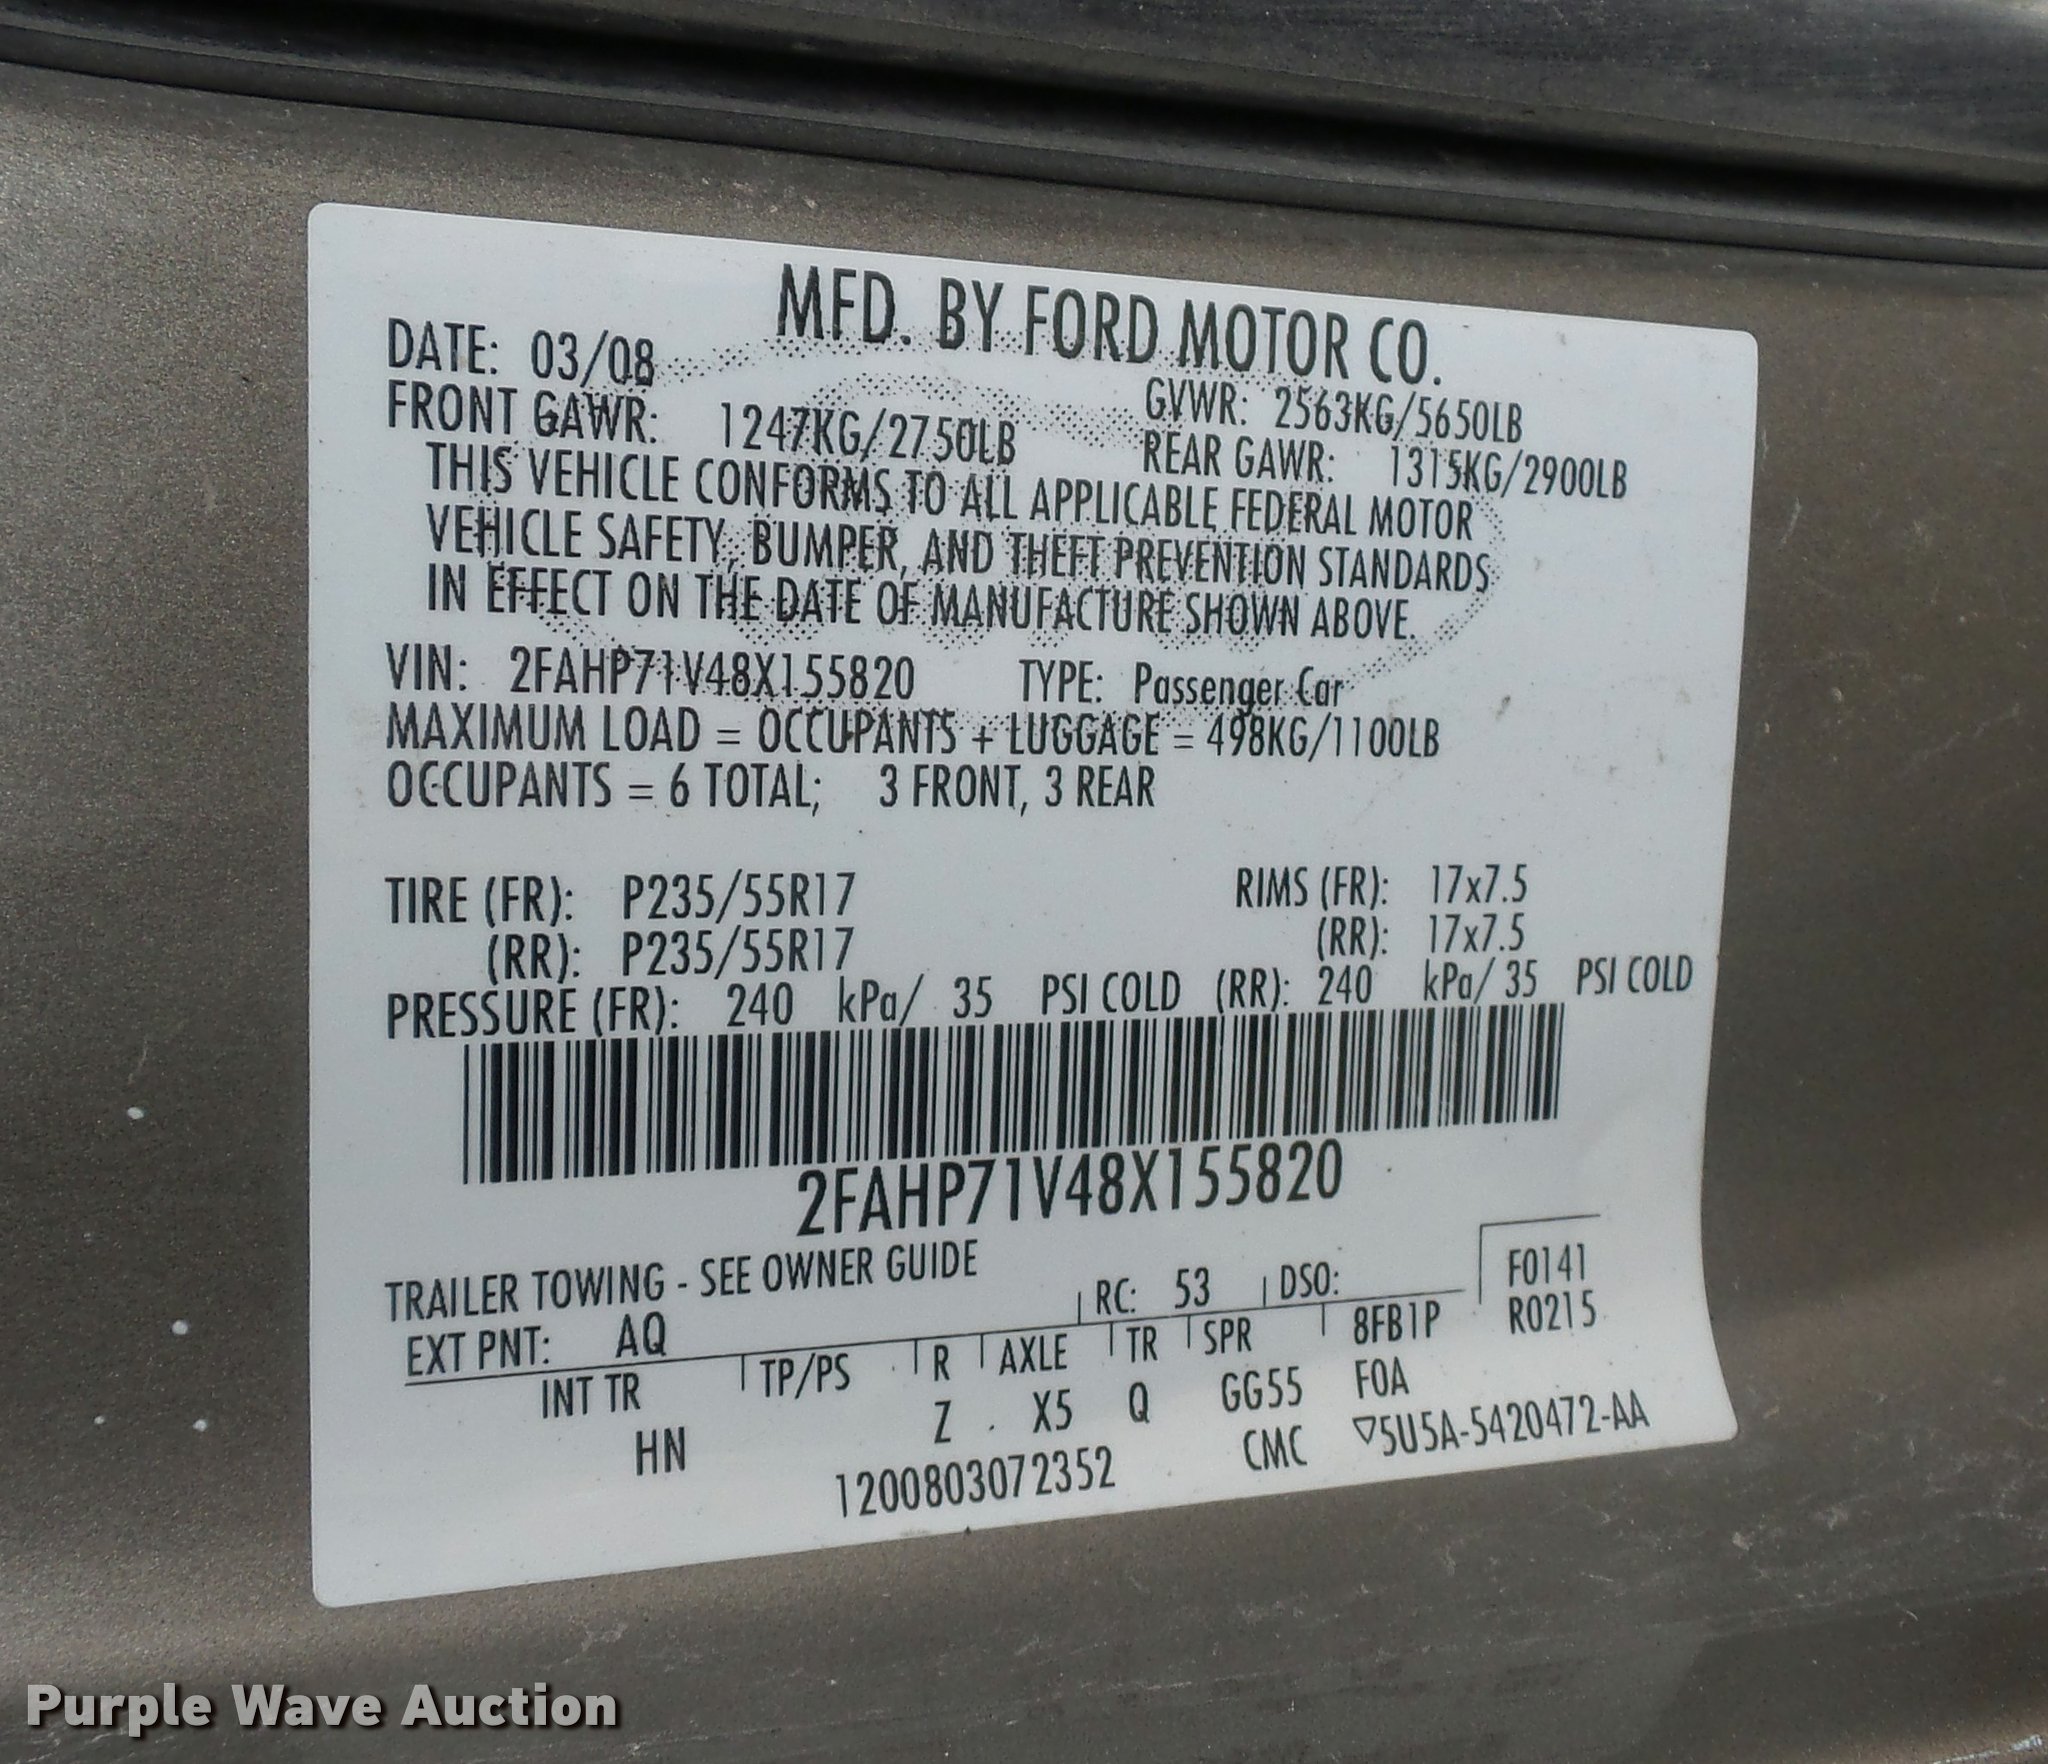 MFD. BY FORD MOTOR CO.
DATE: 03/08
GVWR: 2563KG/5650LB
FRONT GAWR: 1247KG/2750LB
REAR GAWR: 1315KG/2900LB
THIS VEHICLE CONFORMS TO ALL APPLICABLE FEDERAL MOTOR
VEHICLE SAFETY, BUMPER, AND THEFT PREVENTION STANDARDS
IN EFFECT ON THE DATE OF MANUFACTURE SHOWN ABOVE.
VIN: 2FAHP71V48X155820 TYPE: Passenger Car
MAXIMUM LOAD = OCCUPANTS + LUGGAGE = 498KG/1100LB
OCCUPANTS = 6 TOTAL; 3 FRONT, 3 REAR
TIRE (FR): P235/55R17 RIMS (FR): 17x7.5
(RR): P235/55R17 (RR): 17x7.5
PRESSURE (FR): 240 kPa/ 35 PSI COLD (RR): 240 kPa/ 35 PSI COLD
2FAHP71V48X155820
TRAILER TOWING - SEE OWNER GUIDE
F0141
EXT PNT: AQ RC: 53 DSO:
R0215
INT TR TP/PS R AXLE TR SPR 8FB1P
HN Z X5 Q GG55 F0A
1200803072352 CMC ▽5U5A-5420472-AA
Purple Wave Auction